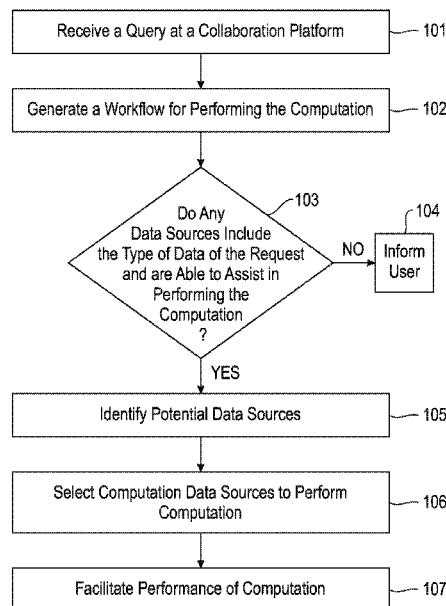 Receive a Query at a Collaboration Platform
101
Generate a Workflow for Performing the Computation
102
103
Do Any
Data Sources Include
the Type of Data of the Request
and are Able to Assist in
Performing the
Computation
?
NO
104
Inform
User
YES
Identify Potential Data Sources
105
Select Computation Data Sources to Perform
Computation
106
Facilitate Performance of Computation
107